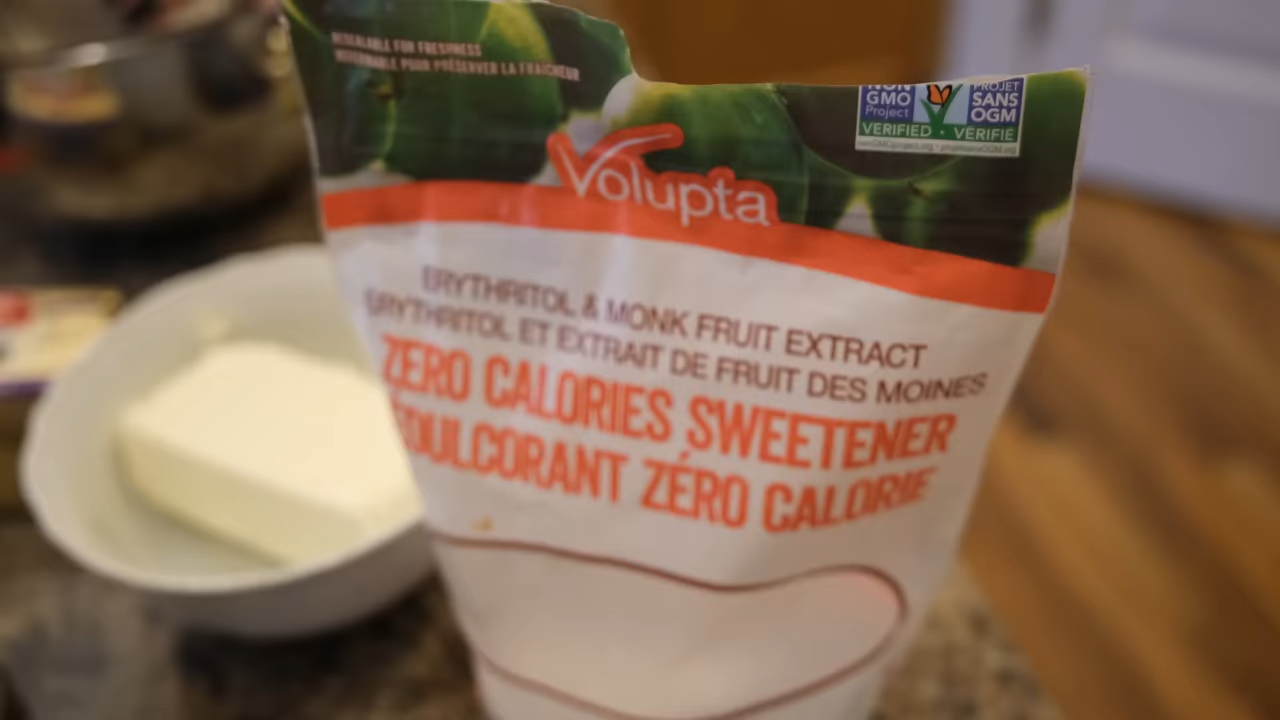 RESEALABLE FOR FRESHNESS
REFERMABLE POUR PRÉSERVER LA FRAÎCHEUR
NON
GMO
Project
PROJET
SANS
OGM
VERIFIED • VÉRIFIÉ
Volupta
ERYTHRITOL & MONK FRUIT EXTRACT
ERYTHRITOL ET EXTRAIT DE FRUIT DES MOINES
ZERO CALORIES SWEETENER
ÉDULCORANT ZÉRO CALORIE